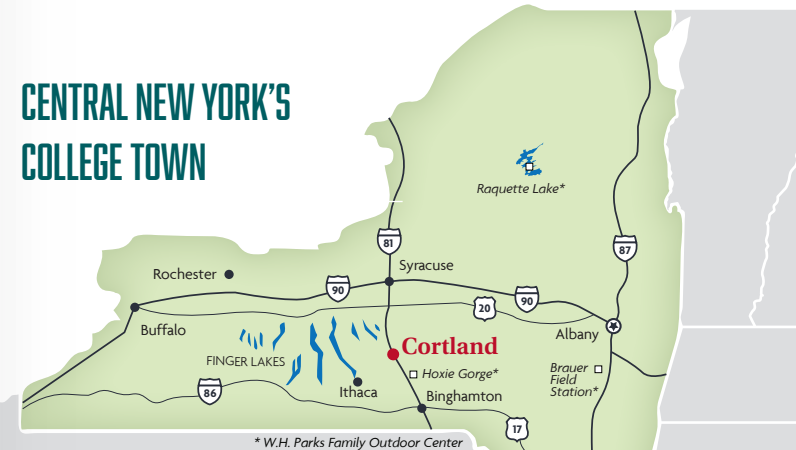 CENTRAL NEW YORK'S
COLLEGE TOWN
Raquette Lake*
81
87
Syracuse
Rochester
90
90
20
Buffalo
Albany
Cortland
FINGER LAKES
Hoxie Gorge*
Brauer
Field
Station*
86
Ithaca
Binghamton
17
* W.H. Parks Family Outdoor Center